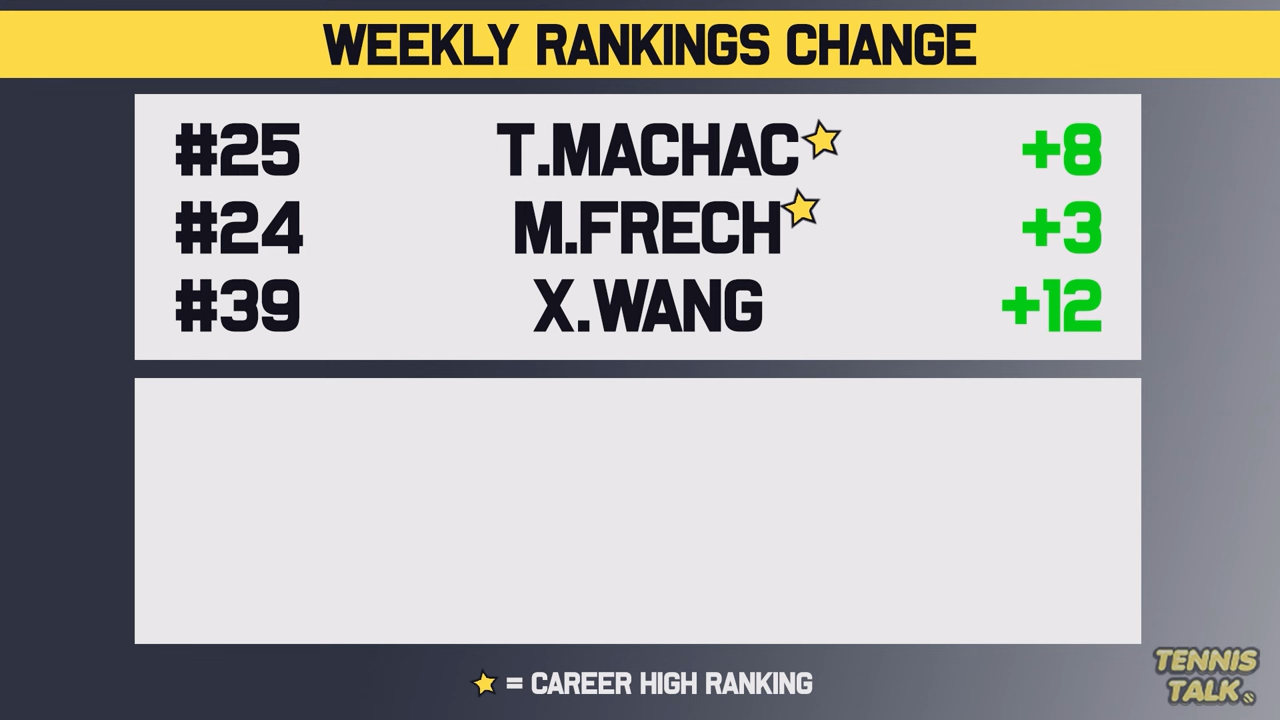 WEEKLY RANKINGS CHANGE
#25 T.MACHAC +8
#24 M.FRECH +3
#39 X.WANG +12
= CAREER HIGH RANKING
TENNIS
TALK